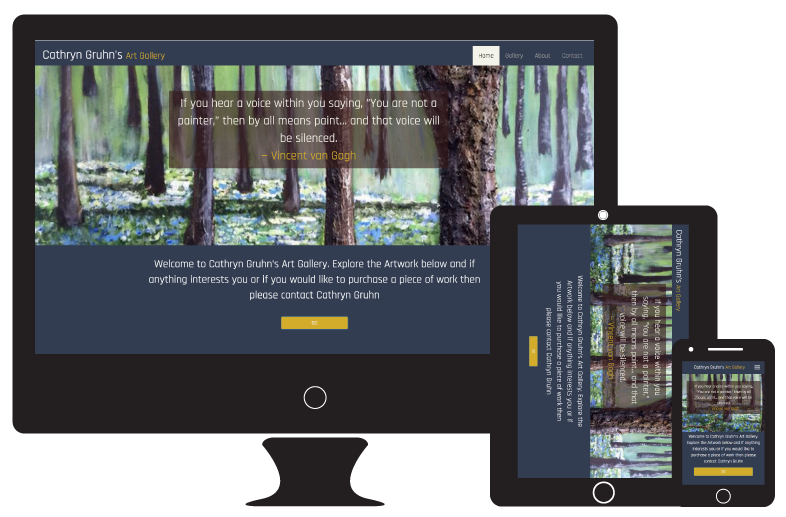 Cathryn Gruhn's Art Gallery
Home Gallery About Contact
If you hear a voice within you saying, "You are not a
painter," then by all means paint... and that voice will
be silenced.
– Vincent van Gogh
Welcome to Cathryn Gruhn's Art Gallery. Explore the Artwork below and if
anything interests you or if you would like to purchase a piece of work then
please contact Cathryn Gruhn
Cathryn Gruhn's Art Gallery
If you hear a voice within you
saying, "You are not a painter,"
then by all means paint... and that
voice will be silenced.
– Vincent van Gogh
Welcome to Cathryn Gruhn's Art Gallery. Explore the
Artwork below and if anything interests you or if
you would like to purchase a piece of work then
please contact Cathryn Gruhn
Cathryn Gruhn's Art Gallery
If you hear a voice within you saying,
"You are not a painter," then by all
means paint... and that voice will be
silenced.
– Vincent van Gogh
Welcome to Cathryn Gruhn's Art Gallery.
Explore the Artwork below and if anything
interests you or if you would like to
purchase a piece of work then please
contact Cathryn Gruhn